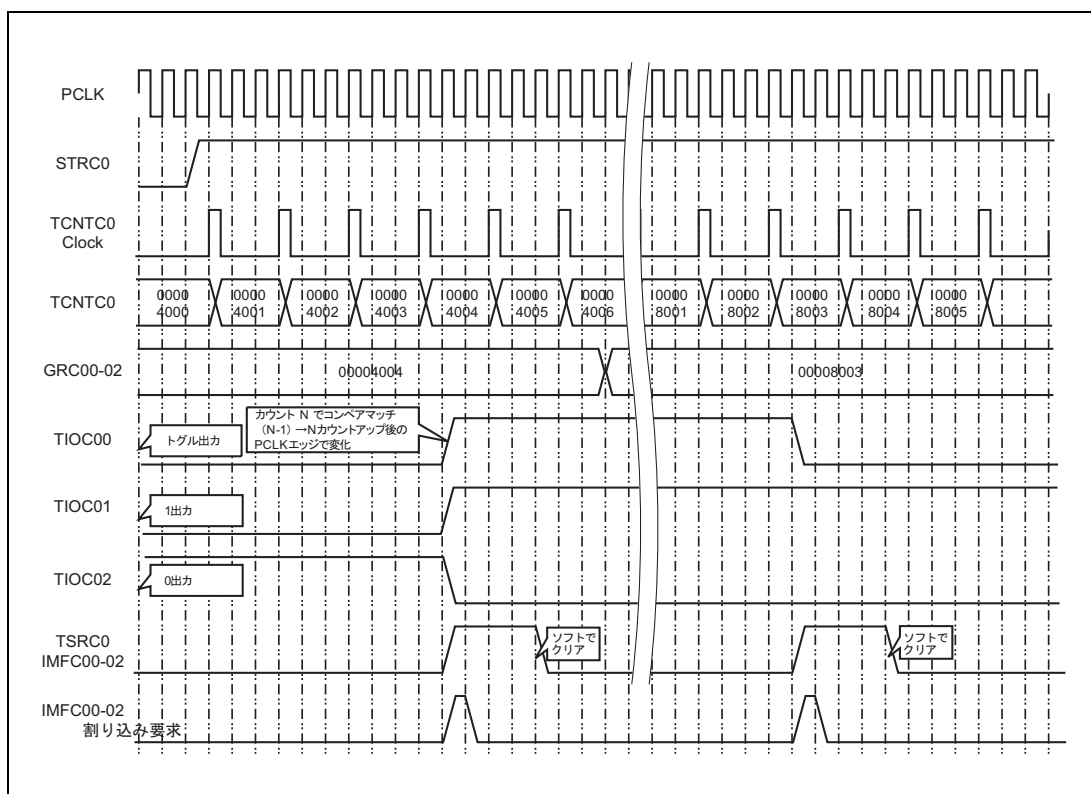 PCLK
STRC0
TCNTC0
Clock
TCNTC0
0000
4000
0000
4001
0000
4002
0000
4003
0000
4004
0000
4005
0000
4006
0000
8001
0000
8002
0000
8003
0000
8004
0000
8005
GRC00-02
00004004
00008003
TIOC00
トグル出力
カウント N でコンペアマッチ
(N-1) →Nカウントアップ後の
PCLKエッジで変化
TIOC01
1出力
TIOC02
0出力
TSRC0
IMFC00-02
ソフトで
クリア
ソフトで
クリア
IMFC00-02
割り込み要求